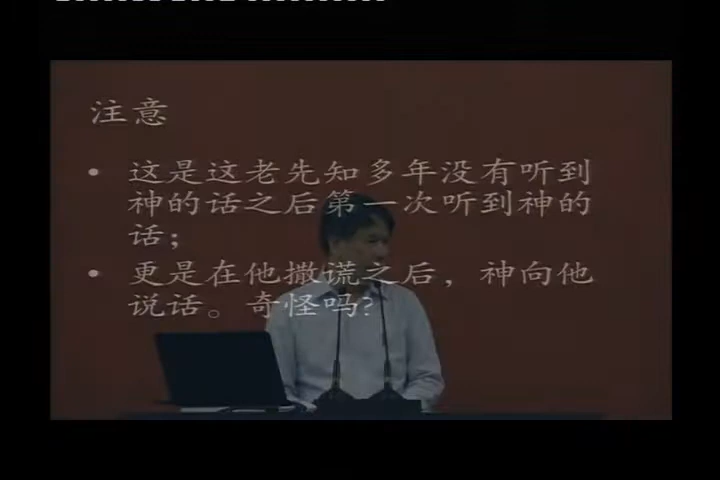 注意
• 这是这老先知多年没有听到
神的话之后第一次听到神的
话；
• 更是在他撒谎之后，神向他
说话。奇怪吗?